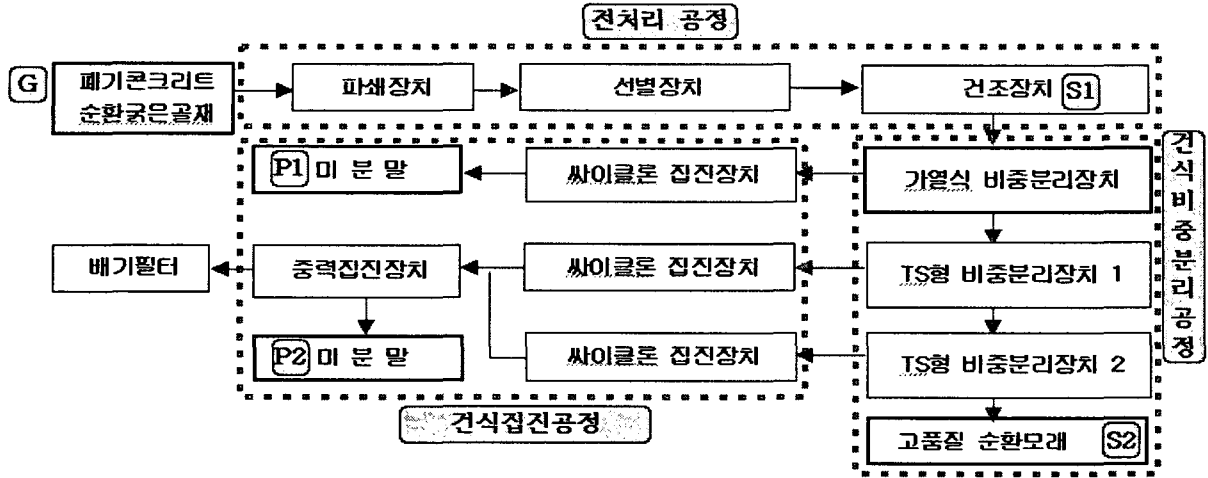 전처리 공정
G
폐기콘크리트
순환굵은골재
파쇄장치
선별장치
건조장치 S1
P1 미 분 말
싸이클론 집진장치
가열식 비중분리장치
건식비중분리공정
배기필터
중력집진장치
싸이클론 집진장치
TS형 비중분리장치 1
P2 미 분 말
싸이클론 집진장치
TS형 비중분리장치 2
건식집진공정
고품질 순환모래 S2